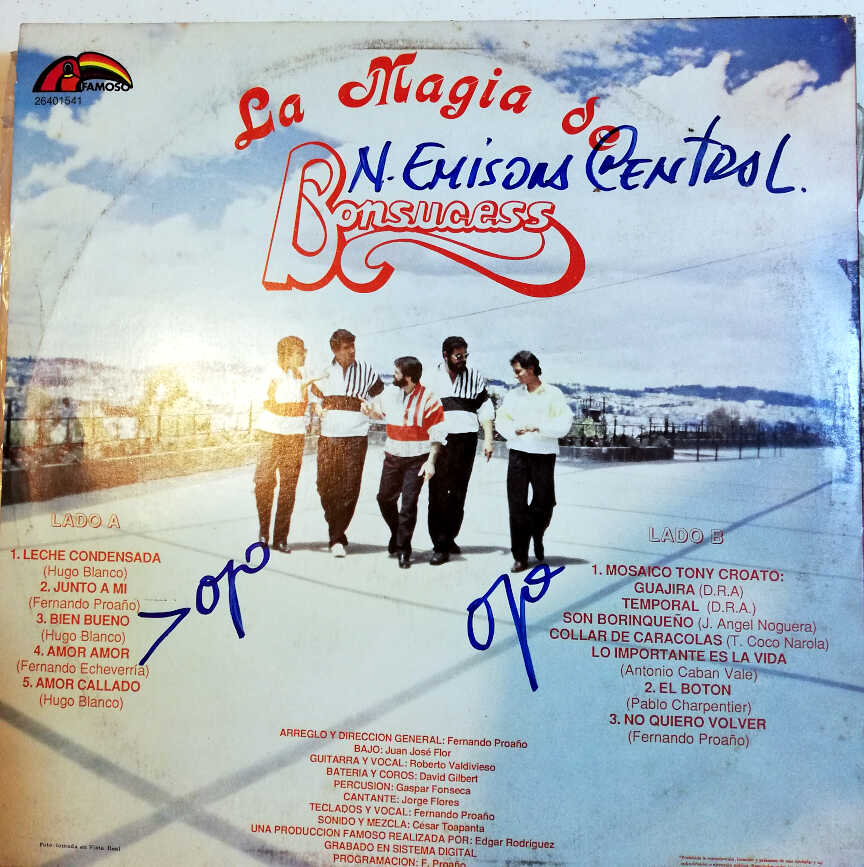 FAMOSO
26401541
La Magia de
N. EMISORA CENTRAL.
Bonsucess
LADO A
1. LECHE CONDENSADA
(Hugo Blanco)
2. JUNTO A MI
(Fernando Proaño)
3. BIEN BUENO
(Hugo Blanco)
4. AMOR AMOR
(Fernando Echeverría)
5. AMOR CALLADO
(Hugo Blanco)
ojo
ojo
LADO B
1. MOSAICO TONY CROATO:
GUAJIRA (D.R.A)
TEMPORAL (D.R.A.)
SON BORINQUEÑO (J. Angel Noguera)
COLLAR DE CARACOLAS (T. Coco Narola)
LO IMPORTANTE ES LA VIDA
(Antonio Caban Vale)
2. EL BOTON
(Pablo Charpentier)
3. NO QUIERO VOLVER
(Fernando Proaño)
ARREGLO Y DIRECCION GENERAL: Fernando Proaño
BAJO: Juan José Flor
GUITARRA Y VOCAL: Roberto Valdivieso
BATERIA Y COROS: David Gilbert
PERCUSION: Gaspar Fonseca
CANTANTE: Jorge Flores
TECLADOS Y VOCAL: Fernando Proaño
SONIDO Y MEZCLA: César Toapanta
UNA PRODUCCION FAMOSO REALIZADA POR: Edgar Rodríguez
GRABADO EN SISTEMA DIGITAL
PROGRAMACION: F. Proaño
Foto: tomada en Vista Real